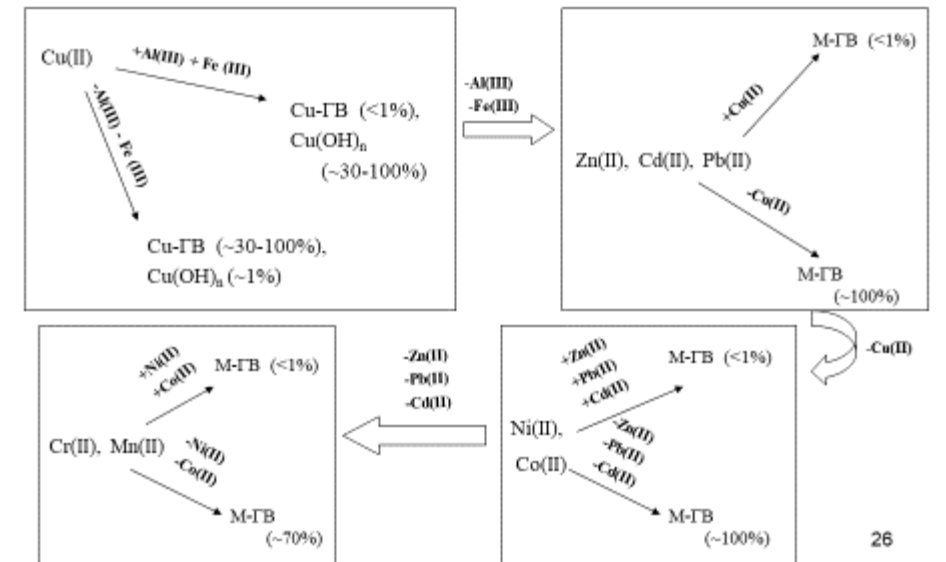 Cu(II)
+Al(III) + Fe (III)
-Al(III) - Fe (III)
Cu-ГВ (<1%),
Cu(OH)n
(~30-100%)
Cu-ГВ (~30-100%),
Cu(OH)n (~1%)
-Al(III)
-Fe(III)
M-ГВ (<1%)
+Cu(II)
Zn(II), Cd(II), Pb(II)
-Cu(II)
M-ГВ
(~100%)
-Cu(II)
+Ni(II)
+Co(II)
M-ГВ (<1%)
Cr(II), Mn(II)
-Ni(II)
-Co(II)
M-ГВ
(~70%)
-Zn(II)
-Pb(II)
-Cd(II)
+Zn(II)
+Pb(II)
+Cd(II)
M-ГВ (<1%)
Ni(II),
Co(II)
-Zn(II)
-Pb(II)
-Cd(II)
M-ГВ
(~100%)
26